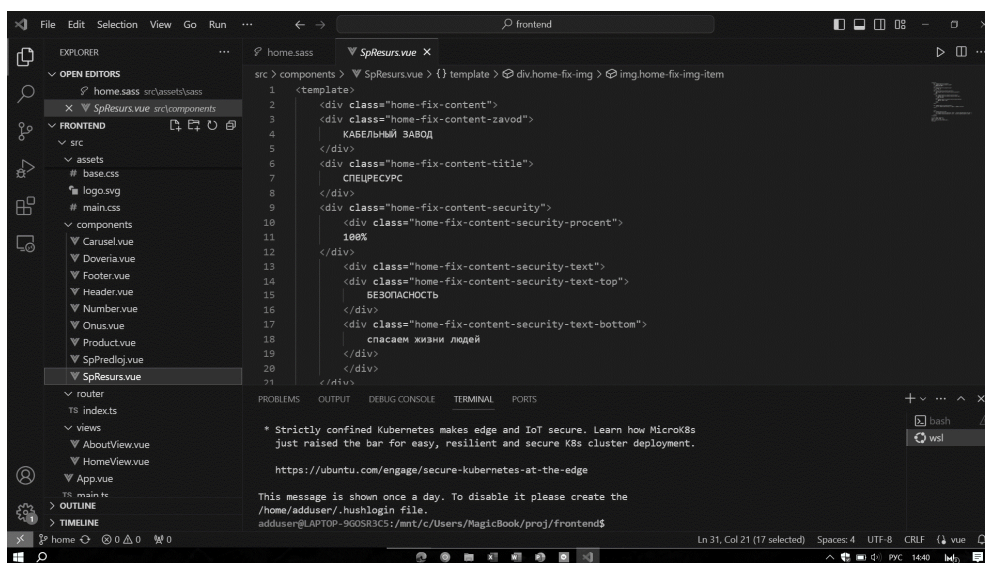 File Edit Selection View Go Run ··· frontend
EXPLORER ···
OPEN EDITORS
home.sass src\assets\sass
SpResurs.vue src\components
FRONTEND
src
assets
# base.css
logo.svg
# main.css
components
Carusel.vue
Doveria.vue
Footer.vue
Header.vue
Number.vue
Onus.vue
Product.vue
SpPredloj.vue
SpResurs.vue
router
TS index.ts
views
AboutView.vue
HomeView.vue
App.vue
TS main.ts
OUTLINE
TIMELINE
home.sass SpResurs.vue
src > components > SpResurs.vue > {} template > div.home-fix-img > img.home-fix-img-item
1 <template>
2 <div class="home-fix-content">
3 <div class="home-fix-content-zavod">
4 КАБЕЛЬНЫЙ ЗАВОД
5 </div>
6 <div class="home-fix-content-title">
7 СПЕЦРЕСУРС
8 </div>
9 <div class="home-fix-content-security">
10 <div class="home-fix-content-security-procent">
11 100%
12 </div>
13 <div class="home-fix-content-security-text">
14 <div class="home-fix-content-security-text-top">
15 БЕЗОПАСНОСТЬ
16 </div>
17 <div class="home-fix-content-security-text-bottom">
18 спасаем жизни людей
19 </div>
20 </div>
21 </div>
PROBLEMS OUTPUT DEBUG CONSOLE TERMINAL PORTS
bash
wsl
* Strictly confined Kubernetes makes edge and IoT secure. Learn how MicroK8s
just raised the bar for easy, resilient and secure K8s cluster deployment.
https://ubuntu.com/engage/secure-kubernetes-at-the-edge
This message is shown once a day. To disable it please create the
/home/adduser/.hushlogin file.
adduser@LAPTOP-9GOSR3C5:/mnt/c/Users/MagicBook/proj/frontend$
1
home 0 0 0 Ln 31, Col 21 (17 selected) Spaces: 4 UTF-8 CRLF vue
РУС 14:40